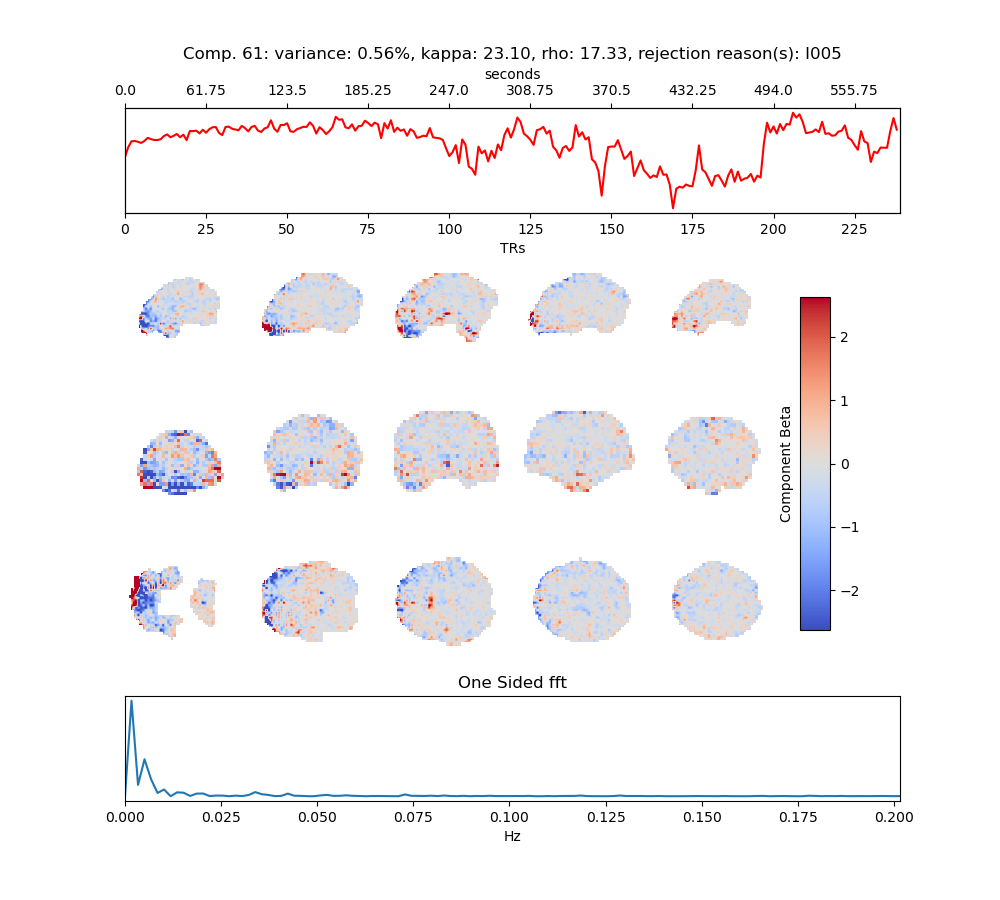 Comp. 61: variance: 0.56%, kappa: 23.10, rho: 17.33, rejection reason(s): I005
seconds
0.0 61.75 123.5 185.25 247.0 308.75 370.5 432.25 494.0 555.75
0 25 50 75 100 125 150 175 200 225
TRs
2
1
0
−1
−2
Component Beta
One Sided fft
0.000 0.025 0.050 0.075 0.100 0.125 0.150 0.175 0.200
Hz